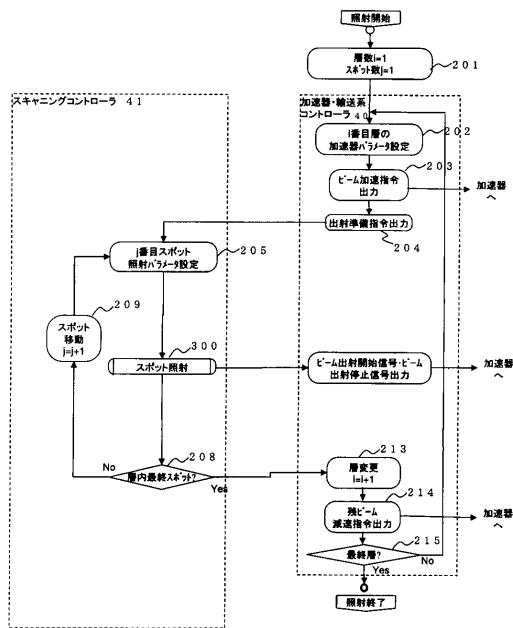 照射開始
層数i=1
スポット数j=1
201
スキャニングコントローラ 41
加速器・輸送系
コントローラ 40
i番目層の
加速器パラメータ設定
202
203
ビーム加速指令
出力
加速器
へ
出射準備指令出力
204
j番目スポット
照射パラメータ設定
205
209
スポット
移動
j=j+1
300
スポット照射
ビーム出射開始信号・ビーム
出射停止信号出力
加速器
へ
208
層内最終スポット?
No
Yes
213
層変更
i=i+1
214
残ビーム
減速指令出力
加速器
へ
215
最終層?
No
Yes
照射終了